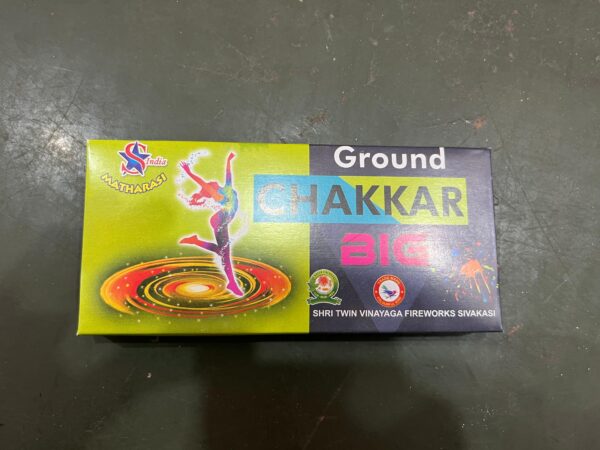 S India
MATHARASI
Ground
CHAKKAR
BIG
SHRI TWIN VINAYAGA FIREWORKS SIVAKASI